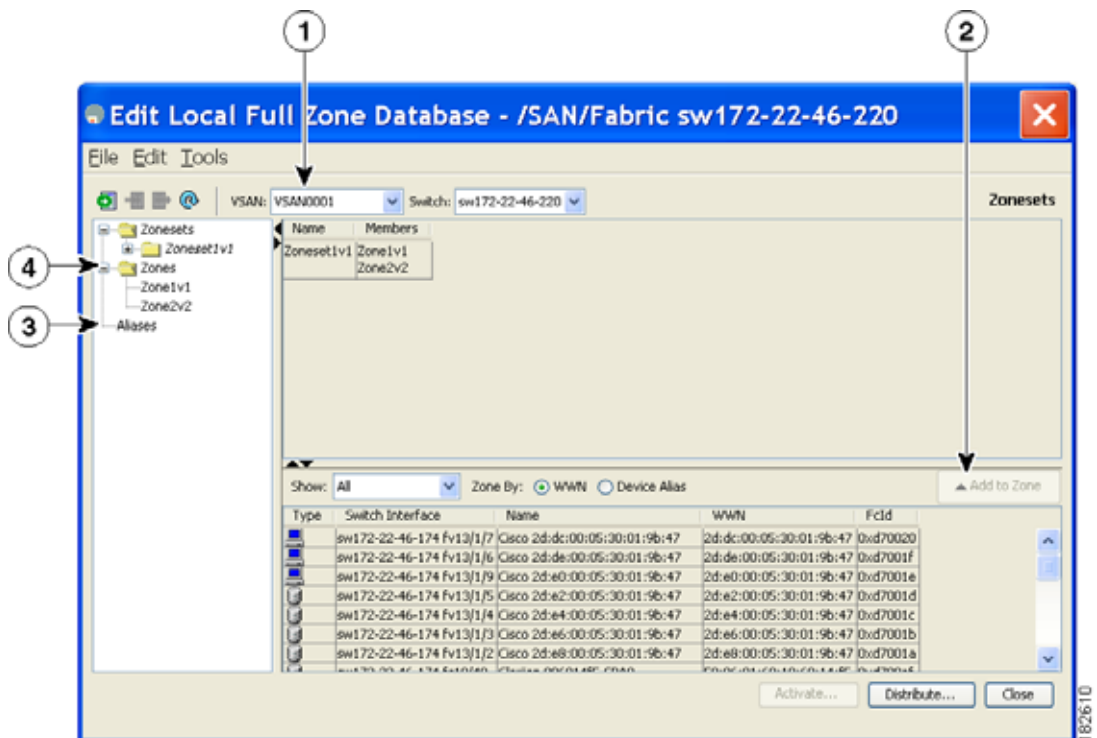 1
2
Edit Local Full Zone Database - /SAN/Fabric sw172-22-46-220
File Edit Tools
VSAN: VSAN0001 Switch: sw172-22-46-220 Zonesets
Zonesets
Zoneset1v1
4
Zones
Zone1v1
Zone2v2
3
Aliases
Name Members
Zoneset1v1 Zone1v1
Zone2v2
Show: All Zone By: WWN Device Alias Add to Zone
Type Switch Interface Name WWN FcId
sw172-22-46-174 fv13/1/7 Cisco 2d:dc:00:05:30:01:9b:47 2d:dc:00:05:30:01:9b:47 0xd70020
sw172-22-46-174 fv13/1/6 Cisco 2d:de:00:05:30:01:9b:47 2d:de:00:05:30:01:9b:47 0xd7001f
sw172-22-46-174 fv13/1/9 Cisco 2d:e0:00:05:30:01:9b:47 2d:e0:00:05:30:01:9b:47 0xd7001e
sw172-22-46-174 fv13/1/5 Cisco 2d:e2:00:05:30:01:9b:47 2d:e2:00:05:30:01:9b:47 0xd7001d
sw172-22-46-174 fv13/1/4 Cisco 2d:e4:00:05:30:01:9b:47 2d:e4:00:05:30:01:9b:47 0xd7001c
sw172-22-46-174 fv13/1/3 Cisco 2d:e6:00:05:30:01:9b:47 2d:e6:00:05:30:01:9b:47 0xd7001b
sw172-22-46-174 fv13/1/2 Cisco 2d:e8:00:05:30:01:9b:47 2d:e8:00:05:30:01:9b:47 0xd7001a
Activate... Distribute... Close
182610